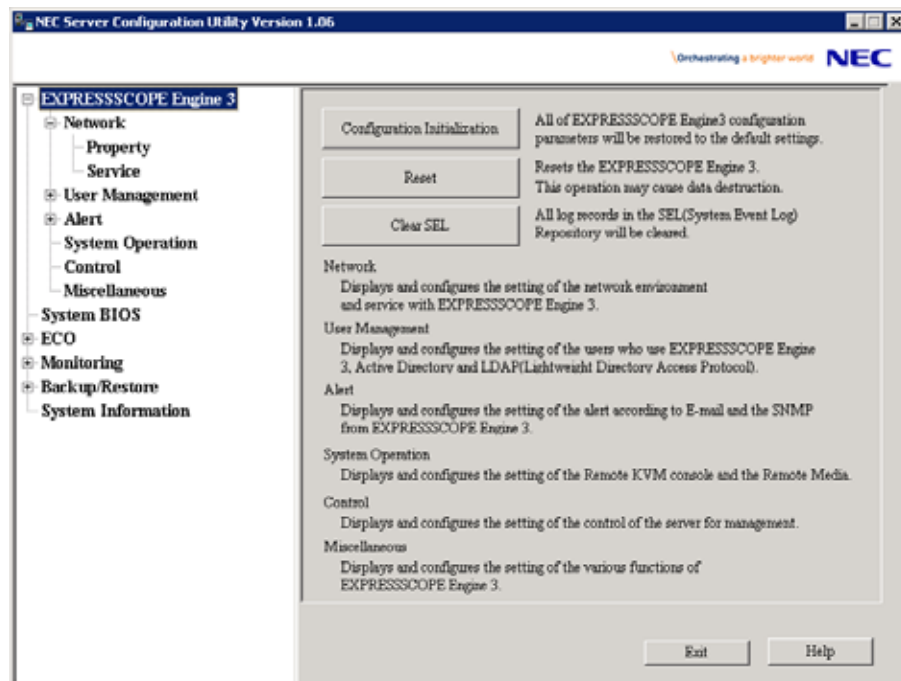 NEC Server Configuration Utility Version 1.06
\Orchestrating a brighter world NEC
EXPRESSSCOPE Engine 3
Network
Property
Service
User Management
Alert
System Operation
Control
Miscellaneous
System BIOS
ECO
Monitoring
Backup/Restore
System Information
Configuration Initialization
All of EXPRESSSCOPE Engine3 configuration
parameters will be restored to the default settings.
Reset
Resets the EXPRESSSCOPE Engine 3.
This operation may cause data destruction.
Clear SEL
All log records in the SEL(System Event Log)
Repository will be cleared.
Network
Displays and configures the setting of the network environment
and service with EXPRESSSCOPE Engine 3.
User Management
Displays and configures the setting of the users who use EXPRESSSCOPE Engine
3, Active Directory and LDAP(Lightweight Directory Access Protocol).
Alert
Displays and configures the setting of the alert according to E-mail and the SNMP
from EXPRESSSCOPE Engine 3.
System Operation
Displays and configures the setting of the Remote KVM console and the Remote Media.
Control
Displays and configures the setting of the control of the server for management.
Miscellaneous
Displays and configures the setting of the various functions of
EXPRESSSCOPE Engine 3.
Exit
Help